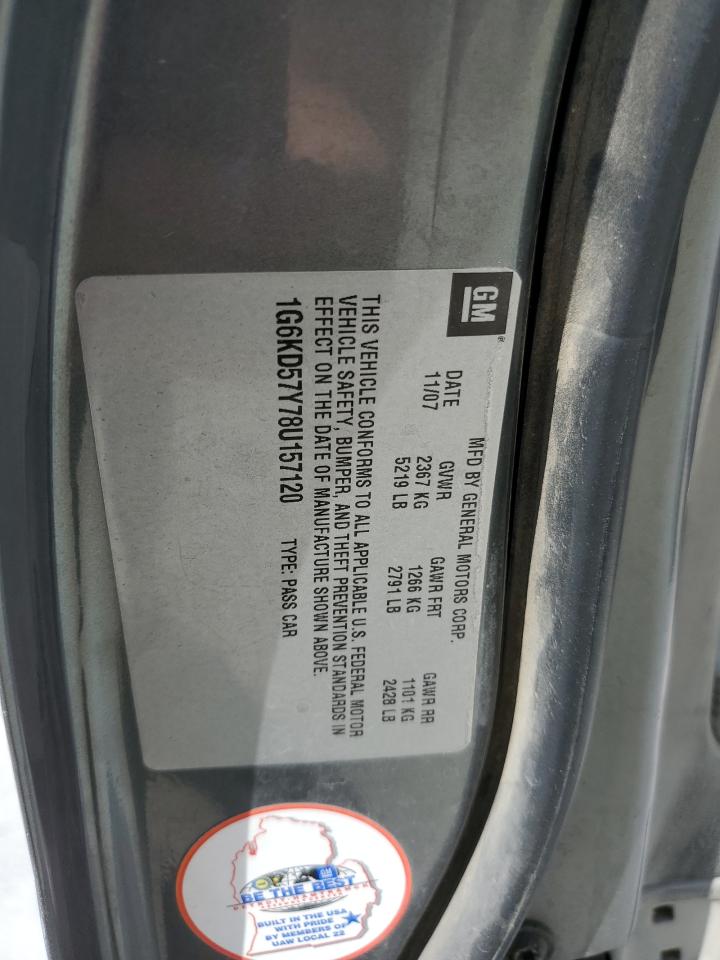 GM
MFD BY GENERAL MOTORS CORP.
DATE GVWR GAWR FRT GAWR RR
11/07 2367 KG 1266 KG 1101 KG
5219 LB 2791 LB 2428 LB
THIS VEHICLE CONFORMS TO ALL APPLICABLE U.S. FEDERAL MOTOR
VEHICLE SAFETY, BUMPER, AND THEFT PREVENTION STANDARDS IN
EFFECT ON THE DATE OF MANUFACTURE SHOWN ABOVE.
1G6KD57Y78U157120 TYPE: PASS CAR
GM
BE THE BEST
BUILT IN THE USA
WITH PRIDE
BY MEMBERS OF
UAW LOCAL 22